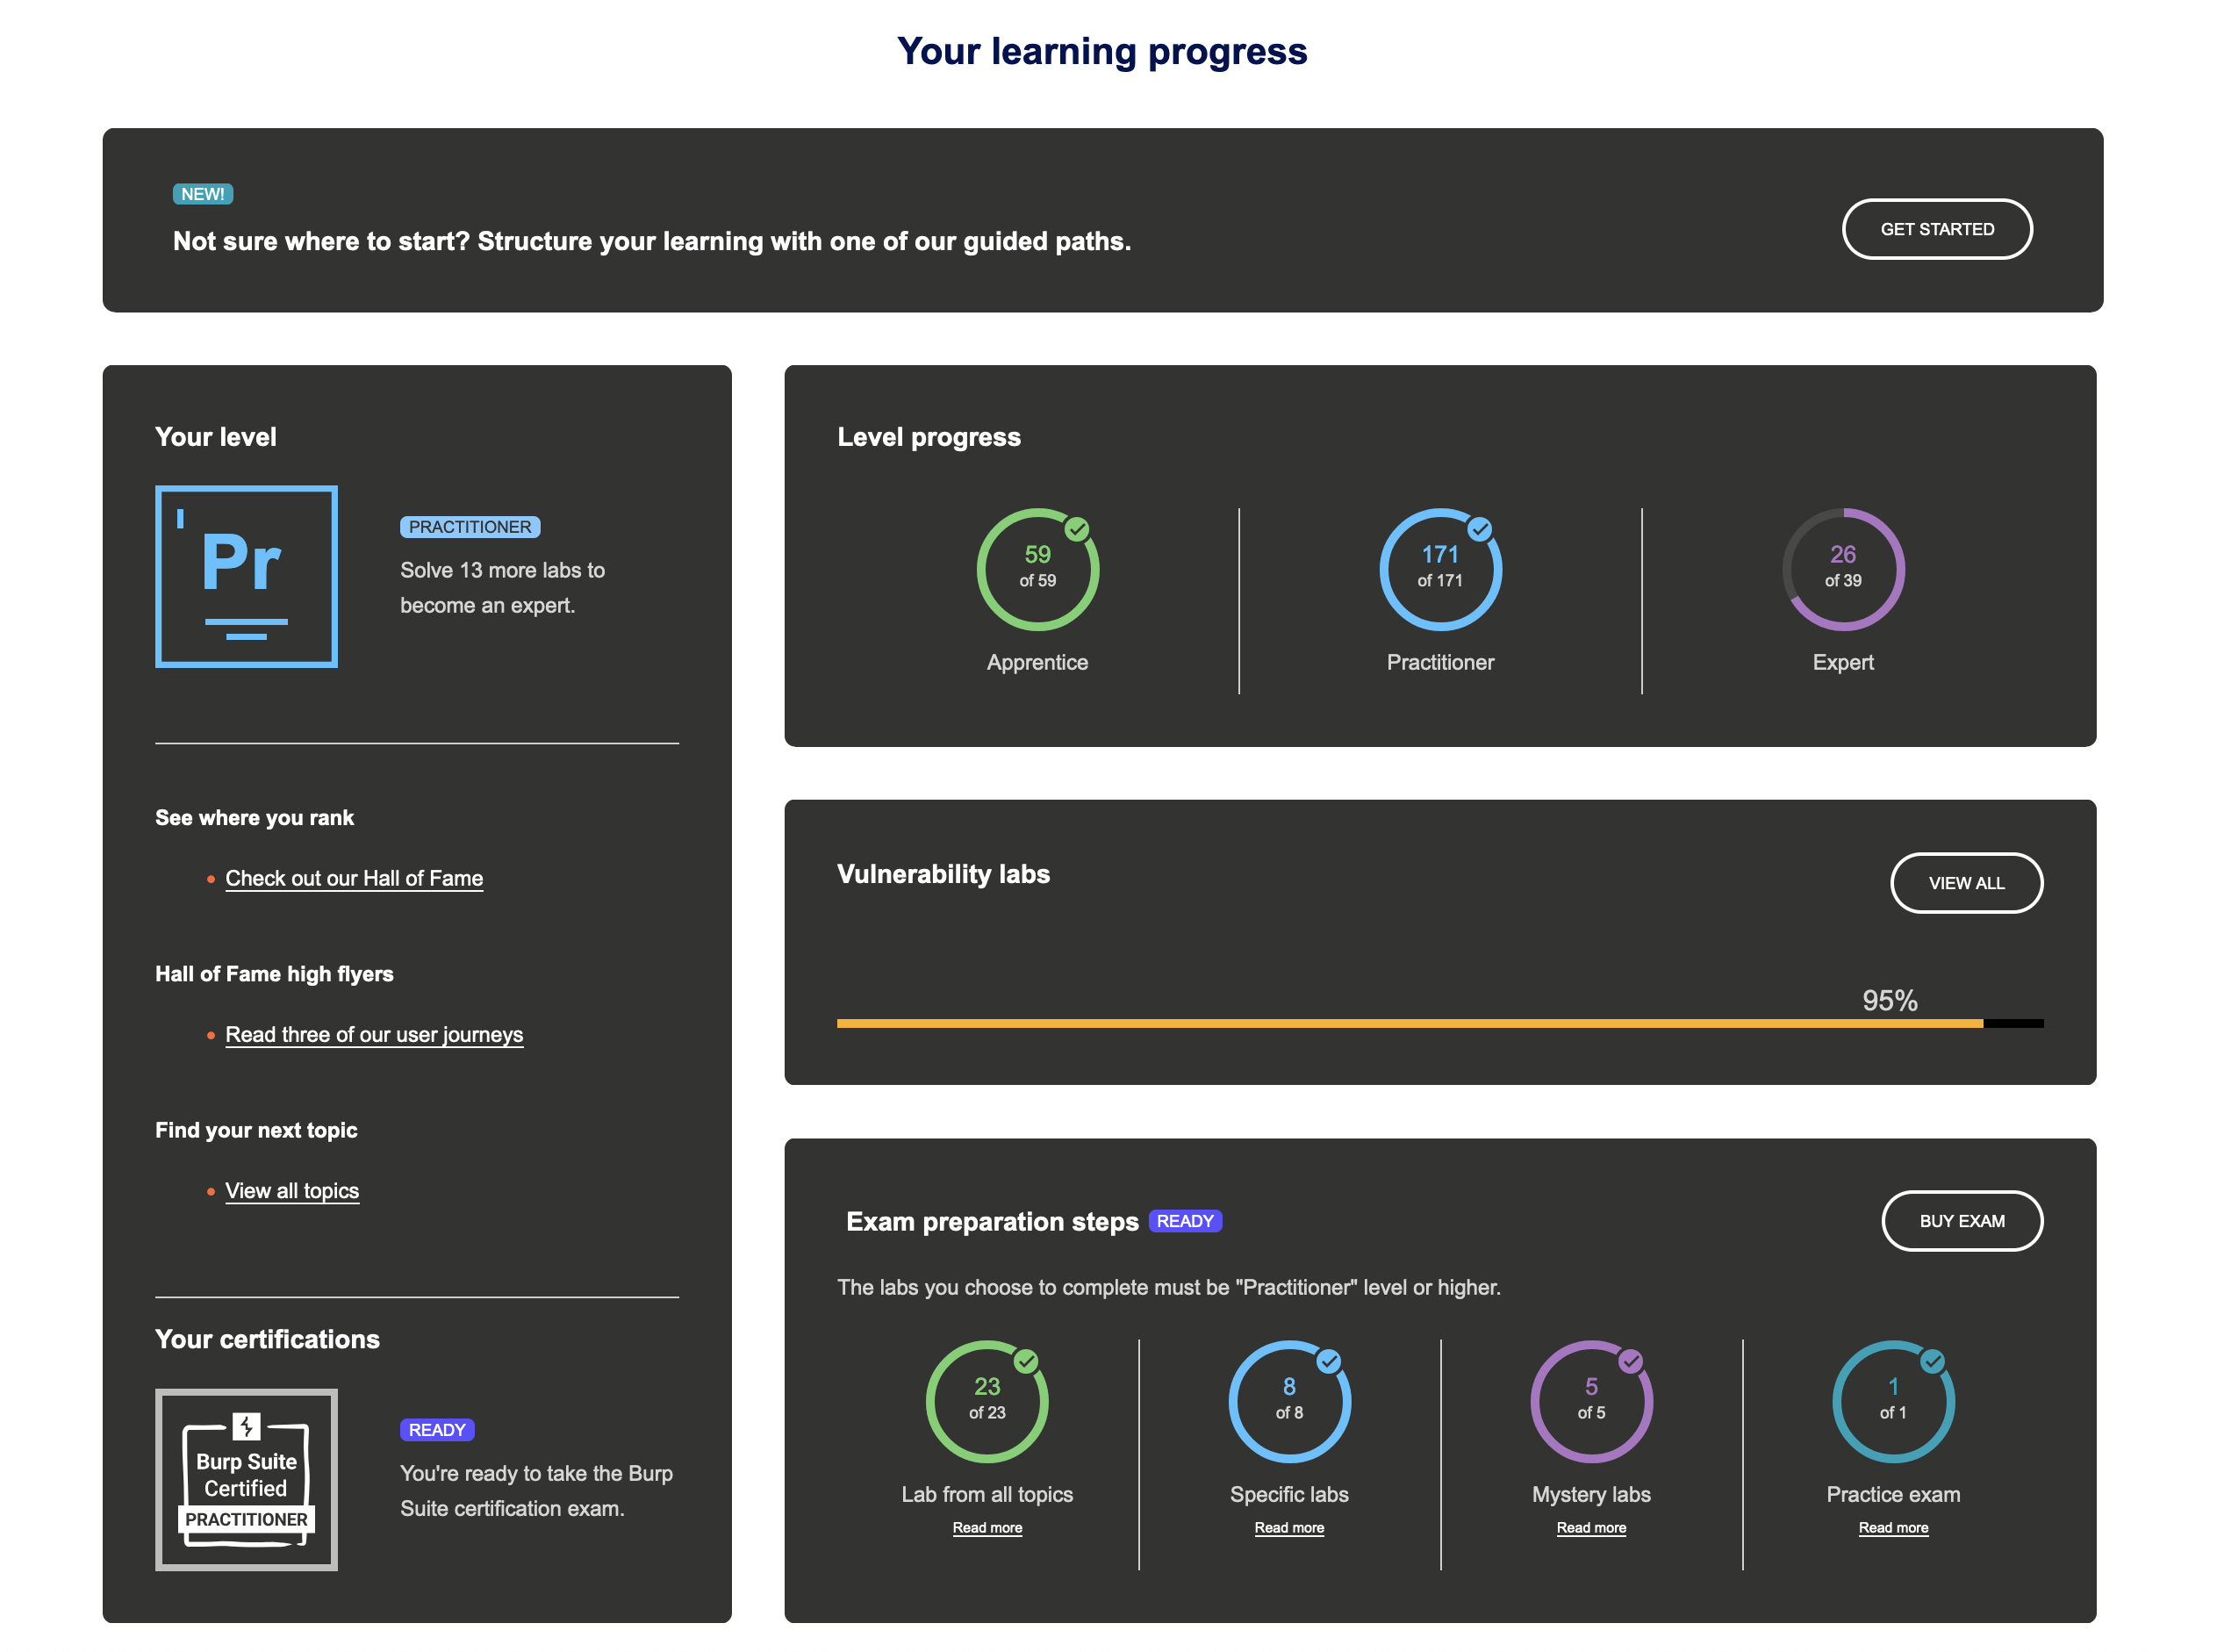 Your learning progress
NEW!
Not sure where to start? Structure your learning with one of our guided paths.
GET STARTED
Your level
Pr
PRACTITIONER
Solve 13 more labs to
become an expert.
See where you rank
Check out our Hall of Fame
Hall of Fame high flyers
Read three of our user journeys
Find your next topic
View all topics
Your certifications
Burp Suite
Certified
PRACTITIONER
READY
You're ready to take the Burp
Suite certification exam.
Level progress
59
of 59
Apprentice
171
of 171
Practitioner
26
of 39
Expert
Vulnerability labs
VIEW ALL
95%
Exam preparation steps READY
BUY EXAM
The labs you choose to complete must be "Practitioner" level or higher.
23
of 23
Lab from all topics
Read more
8
of 8
Specific labs
Read more
5
of 5
Mystery labs
Read more
1
of 1
Practice exam
Read more